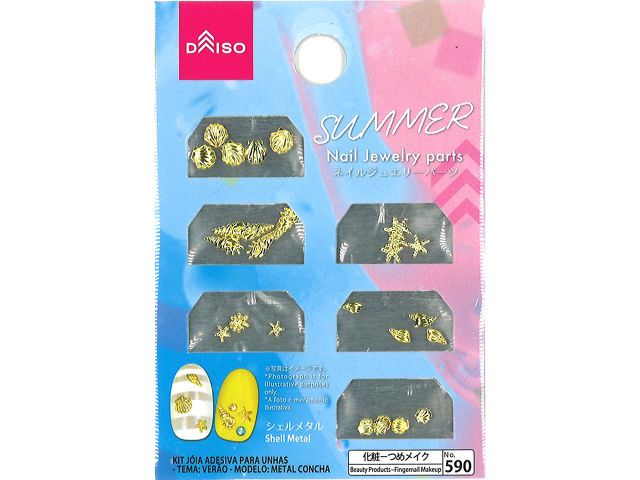 DAISO
SUMMER
Nail Jewelry parts
ネイルジュエリーパーツ
※写真はイメージです。
*Photograph is for
Illustrative purposes
only.
*A foto é meramente
ilustrativa.
シェルメタル
Shell Metal
KIT JÓIA ADESIVA PARA UNHAS
- TEMA: VERÃO - MODELO: METAL CONCHA
化粧-つめメイク
Beauty Products-Fingernail Makeup
No.
590